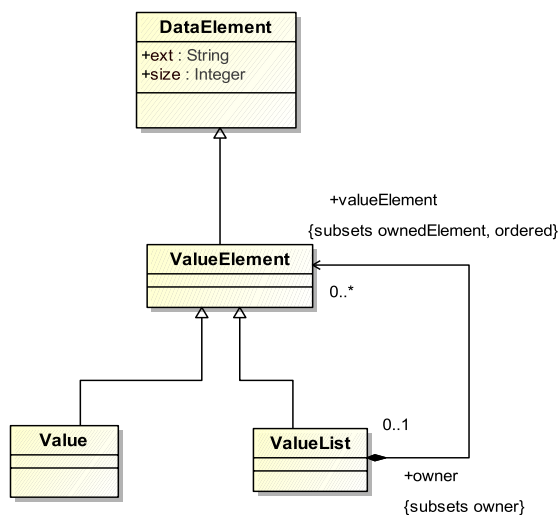 DataElement
+ext : String
+size : Integer
+valueElement
{subsets ownedElement, ordered}
ValueElement
0..*
Value
ValueList
0..1
+owner
{subsets owner}